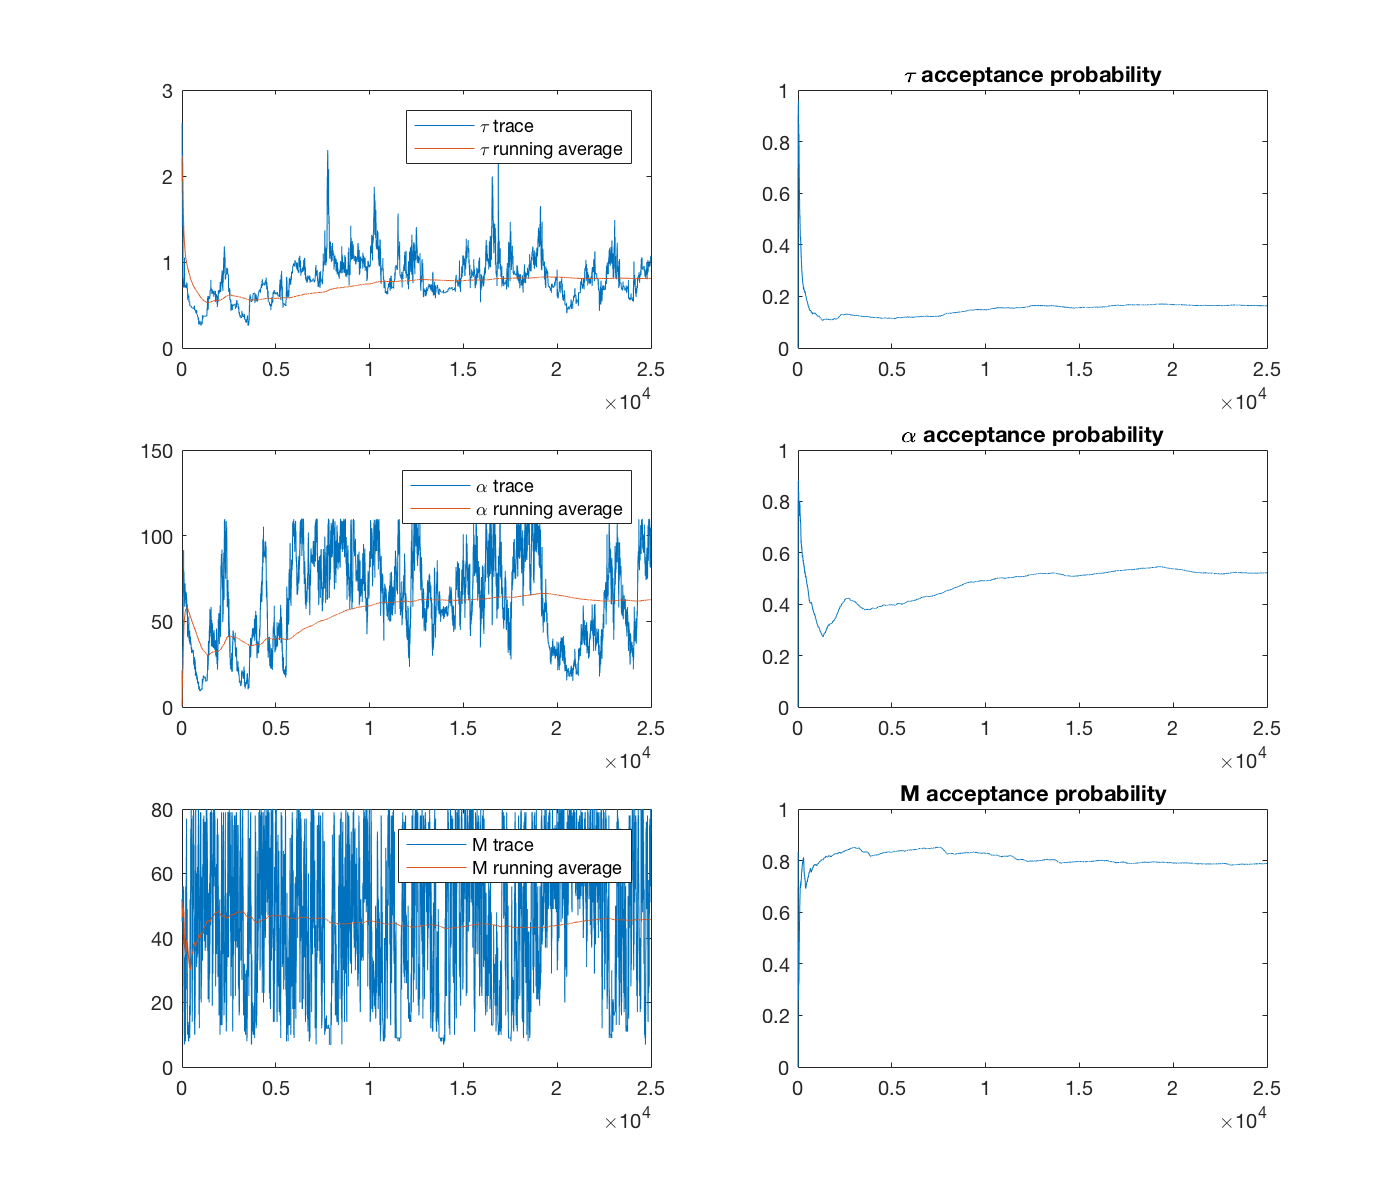 τ acceptance probability
3
2
1
0
τ trace
τ running average
0 0.5 1 1.5 2 2.5
×10^4
1
0.8
0.6
0.4
0.2
0
0 0.5 1 1.5 2 2.5
×10^4
α acceptance probability
150
100
50
0
α trace
α running average
0 0.5 1 1.5 2 2.5
×10^4
1
0.8
0.6
0.4
0.2
0
0 0.5 1 1.5 2 2.5
×10^4
M acceptance probability
80
60
40
20
0
M trace
M running average
0 0.5 1 1.5 2 2.5
×10^4
1
0.8
0.6
0.4
0.2
0
0 0.5 1 1.5 2 2.5
×10^4